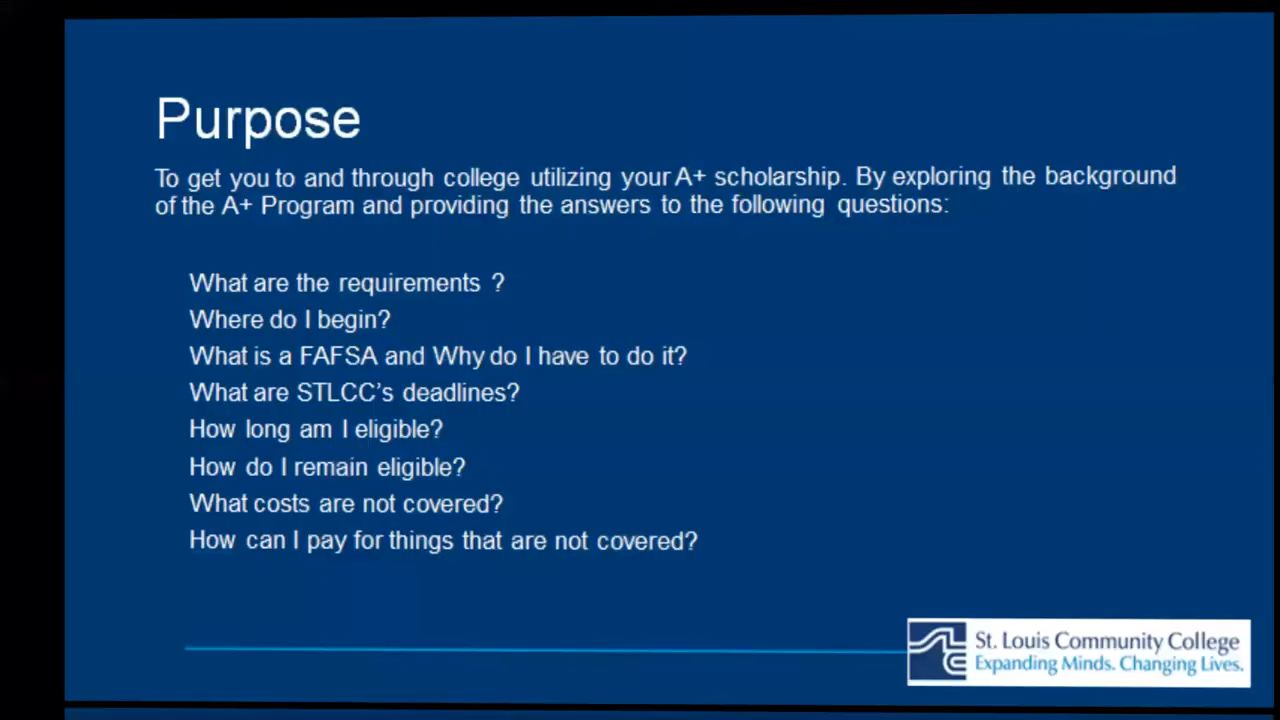 Purpose
To get you to and through college utilizing your A+ scholarship. By exploring the background
of the A+ Program and providing the answers to the following questions:
What are the requirements ?
Where do I begin?
What is a FAFSA and Why do I have to do it?
What are STLCC's deadlines?
How long am I eligible?
How do I remain eligible?
What costs are not covered?
How can I pay for things that are not covered?
St. Louis Community College
Expanding Minds. Changing Lives.